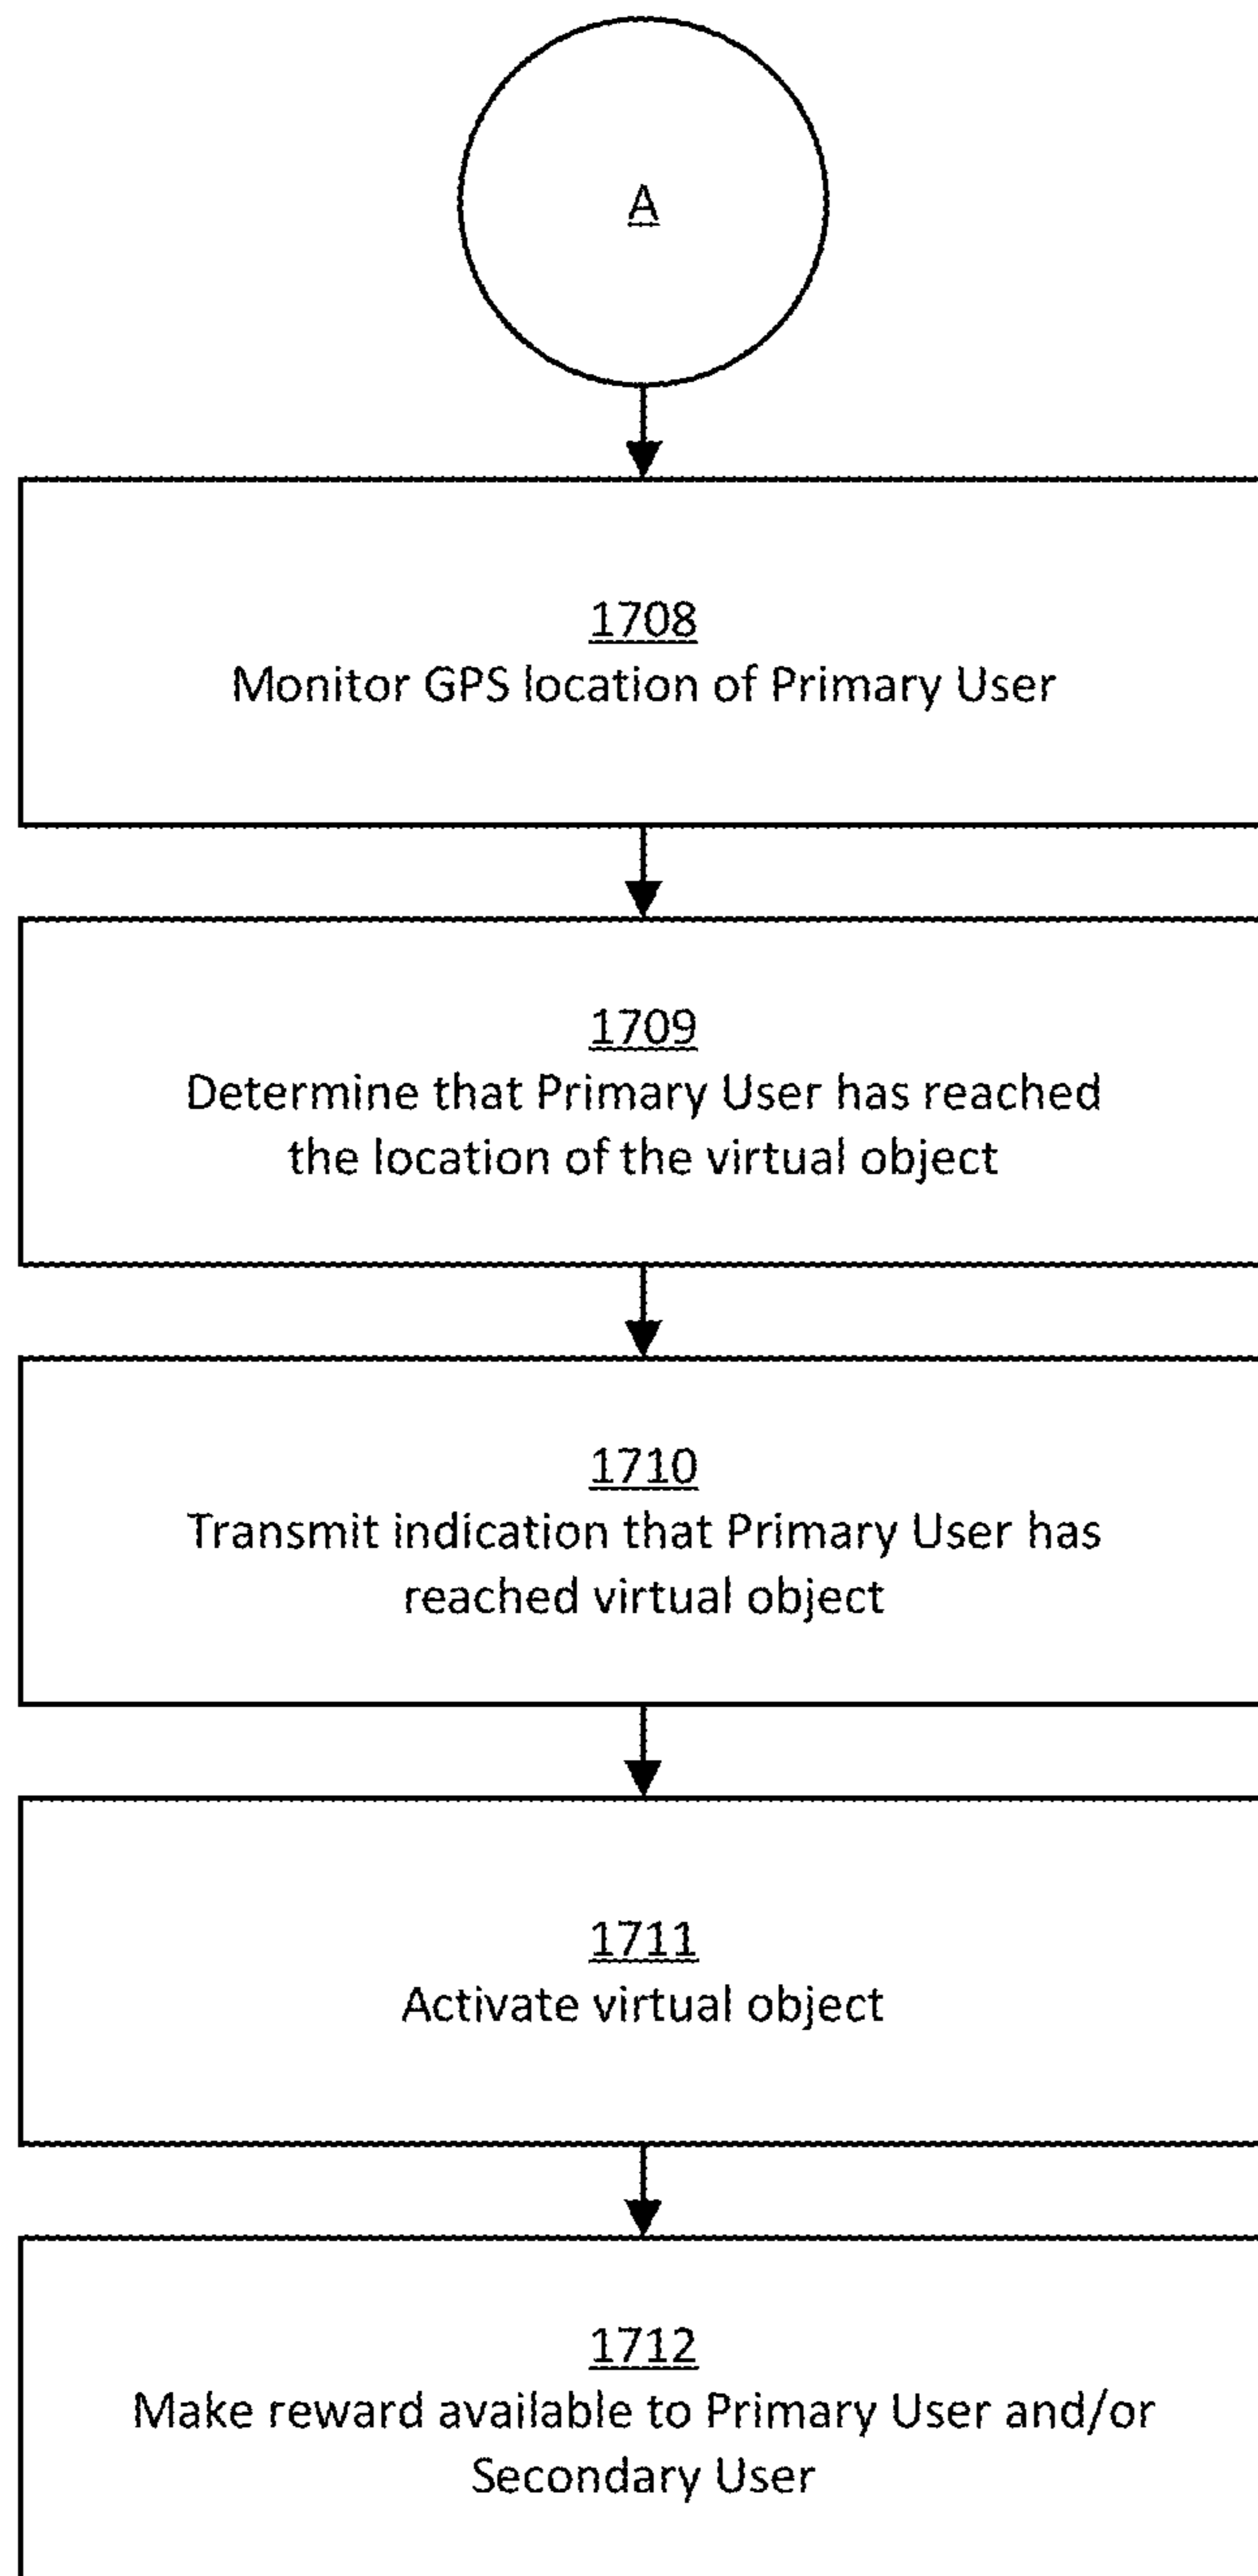 A
1708
Monitor GPS location of Primary User
1709
Determine that Primary User has reached
the location of the virtual object
1710
Transmit indication that Primary User has
reached virtual object
1711
Activate virtual object
1712
Make reward available to Primary User and/or
Secondary User